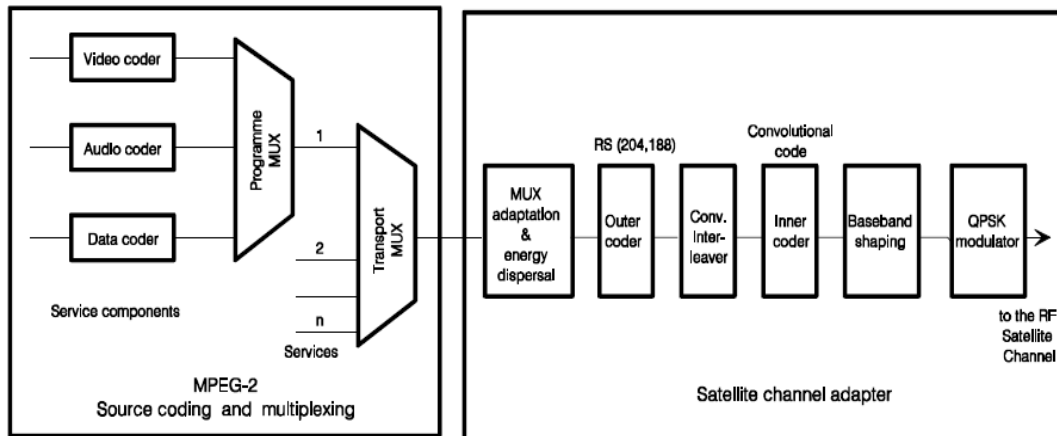 Video coder
Audio coder
Data coder
Service components
Programme
MUX
1
2
n
Services
Transport
MUX
MPEG-2
Source coding and multiplexing
MUX
adaptation
&
energy
dispersal
RS (204,188)
Outer
coder
Conv.
Inter-
leaver
Convolutional
code
Inner
coder
Baseband
shaping
QPSK
modulator
to the RF
Satellite
Channel
Satellite channel adapter